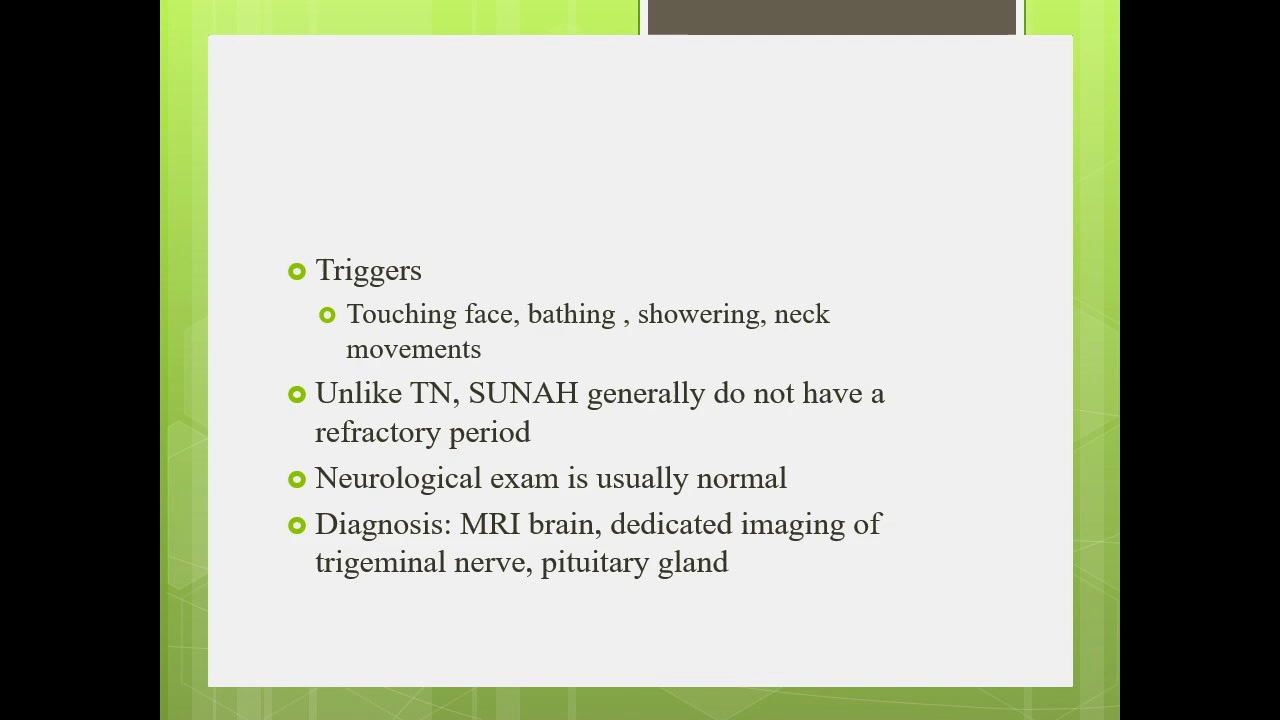 Triggers
Touching face, bathing , showering, neck
movements
Unlike TN, SUNAH generally do not have a
refractory period
Neurological exam is usually normal
Diagnosis: MRI brain, dedicated imaging of
trigeminal nerve, pituitary gland